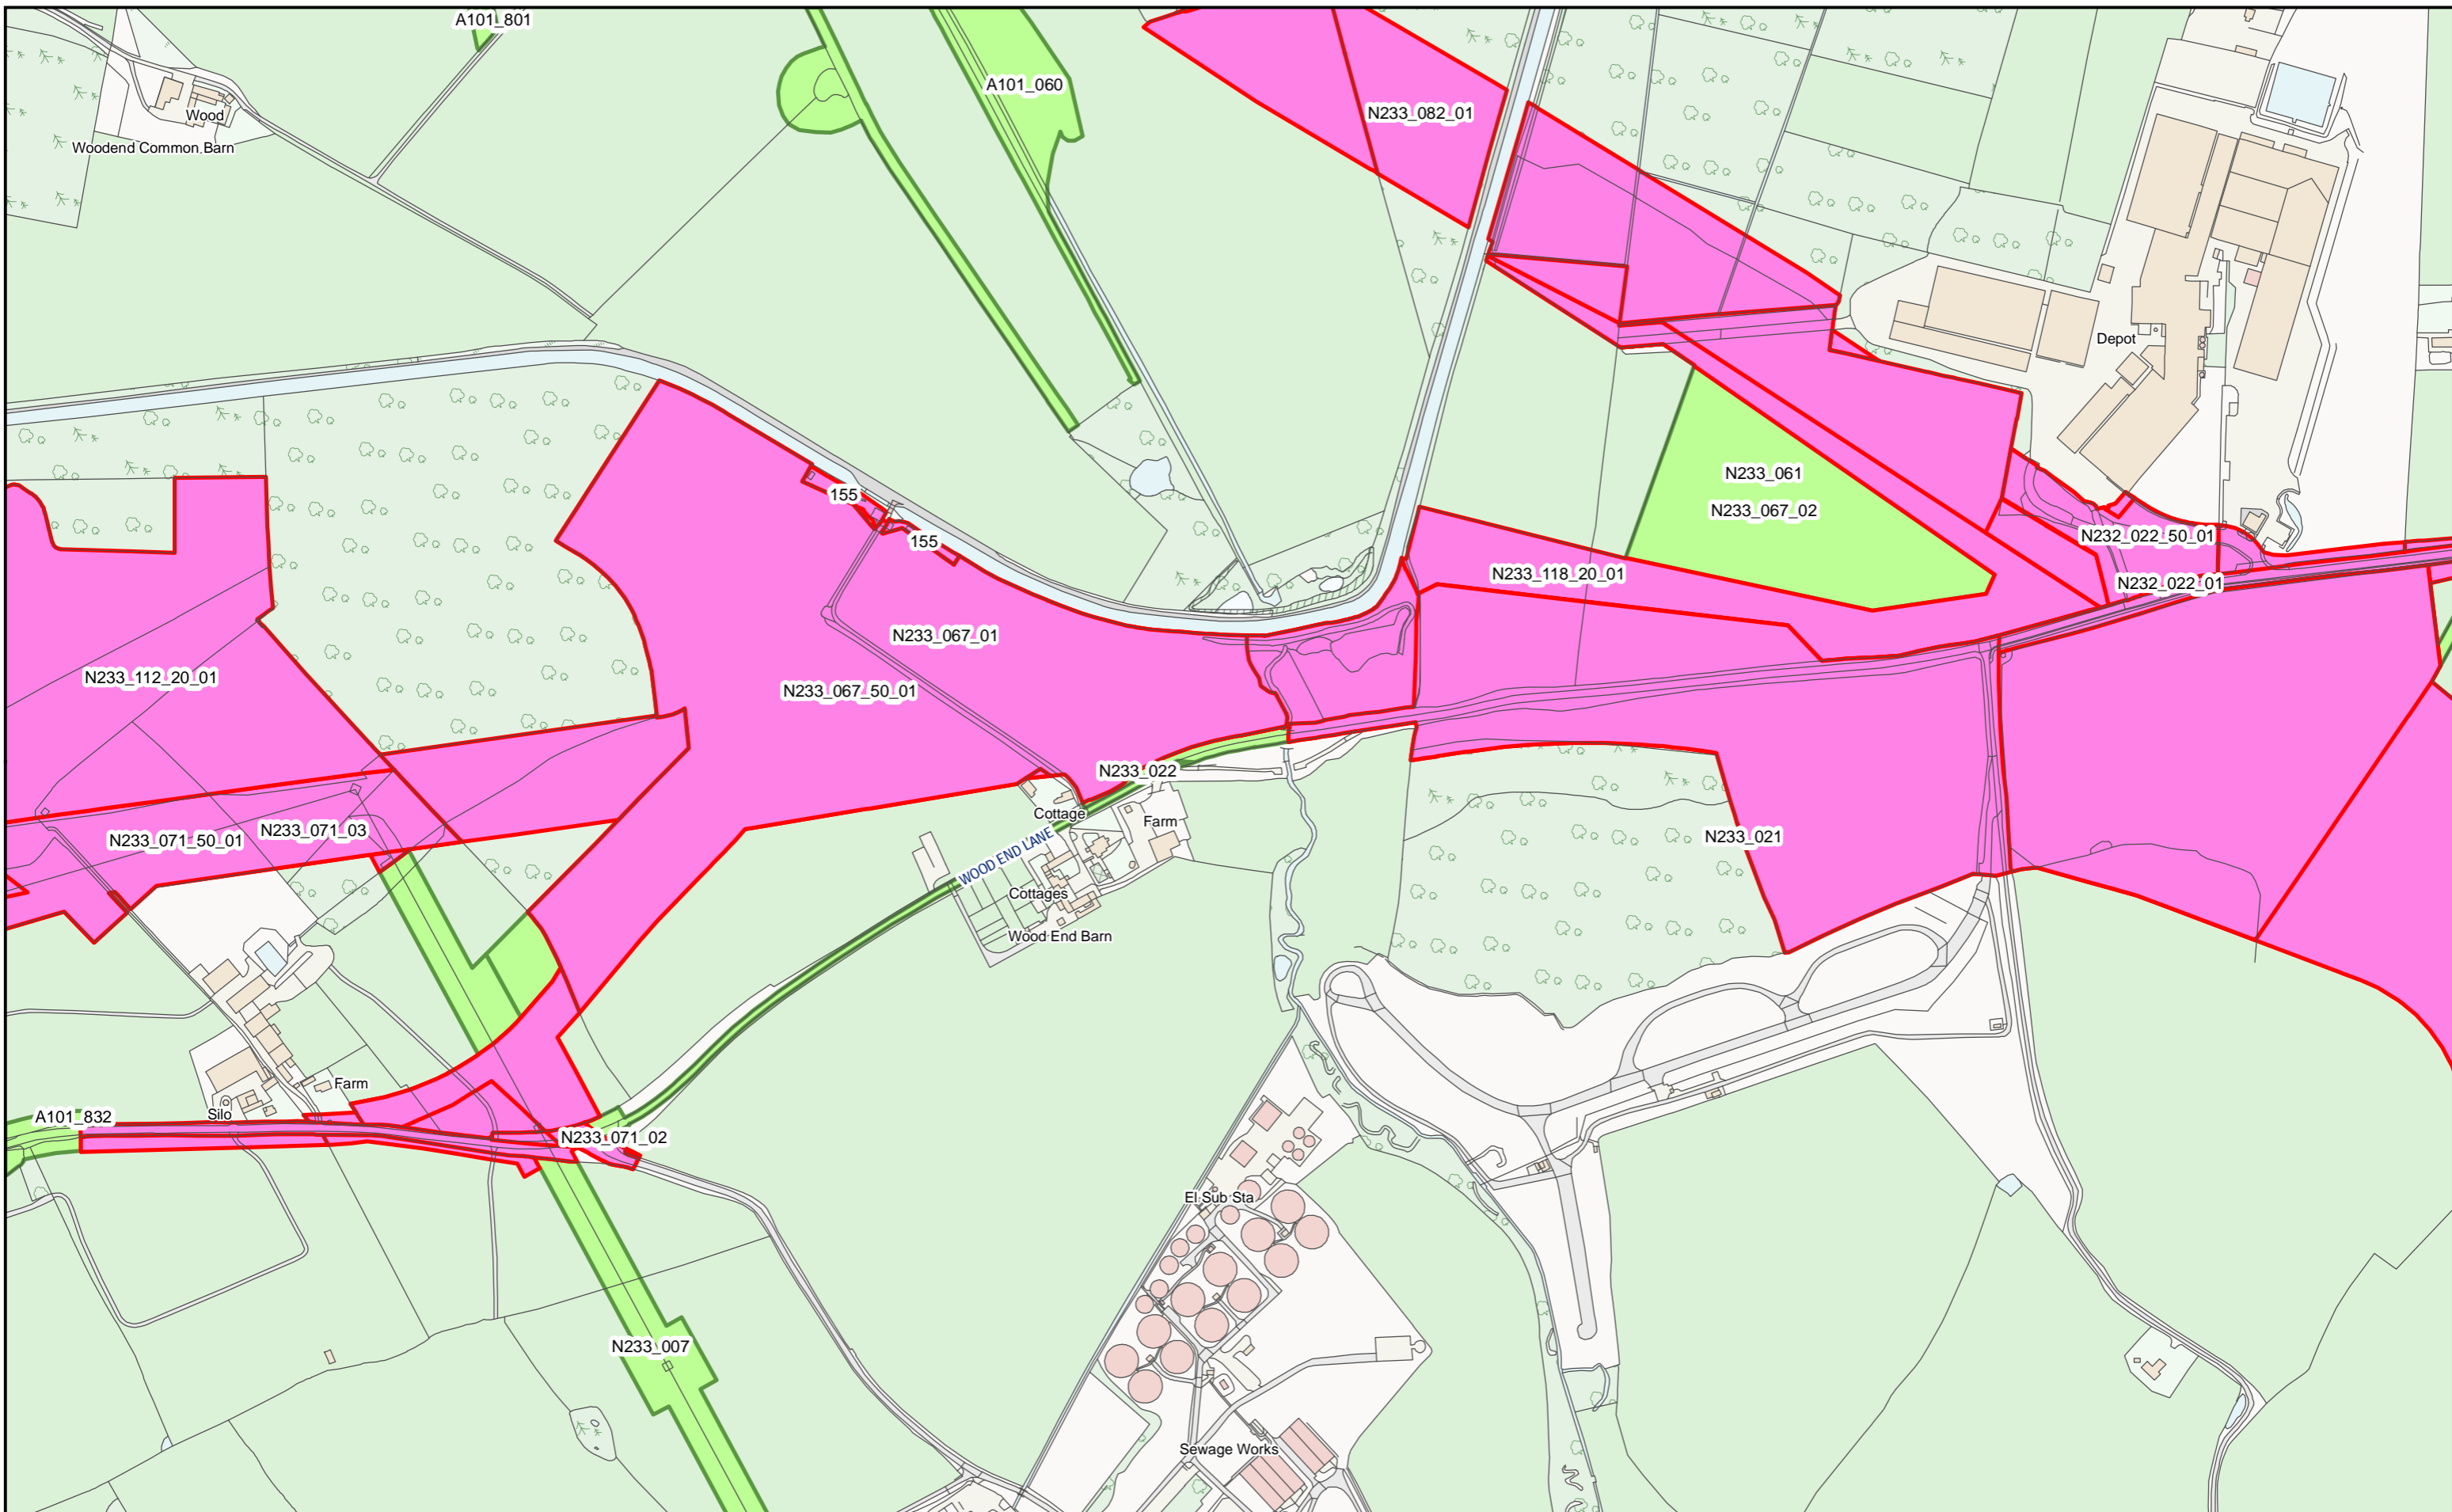 A101_801
A101_060
N233_082_01
Wood
Woodend Common Barn
Depot
N233_061
N233_067_02
155
155
N232_022_50_01
N233_118_20_01
N232_022_01
N233_067_01
N233_112_20_01
N233_067_50_01
N233_022
Cottage
Farm
N233_071_03
N233_071_50_01
N233_021
WOOD END LANE
Cottages
Wood End Barn
Farm
A101_832
Silo
N233_071_02
El Sub Sta
N233_007
Sewage Works